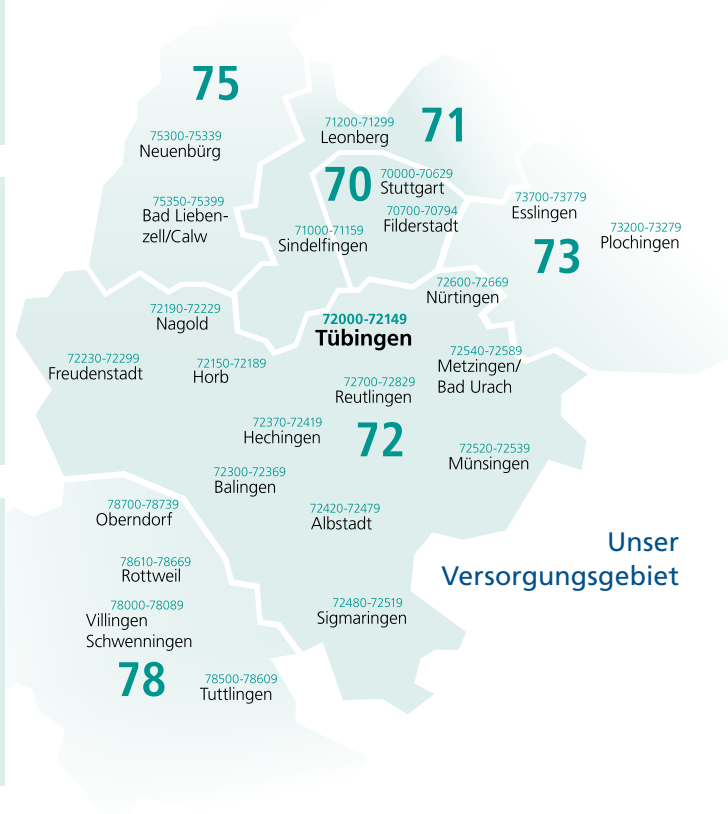 75
75300-75339
Neuenbürg
75350-75399
Bad Lieben-
zell/Calw
71200-71299
Leonberg
71
70
70000-70629
Stuttgart
70700-70794
Filderstadt
71000-71159
Sindelfingen
73700-73779
Esslingen
73200-73279
Plochingen
73
72600-72669
Nürtingen
72190-72229
Nagold
72000-72149
Tübingen
72230-72299
Freudenstadt
72150-72189
Horb
72540-72589
Metzingen/
Bad Urach
72700-72829
Reutlingen
72370-72419
Hechingen
72
72520-72539
Münsingen
72300-72369
Balingen
72420-72479
Albstadt
78700-78739
Oberndorf
Unser
Versorgungsgebiet
78610-78669
Rottweil
78000-78089
Villingen
Schwenningen
72480-72519
Sigmaringen
78
78500-78609
Tuttlingen